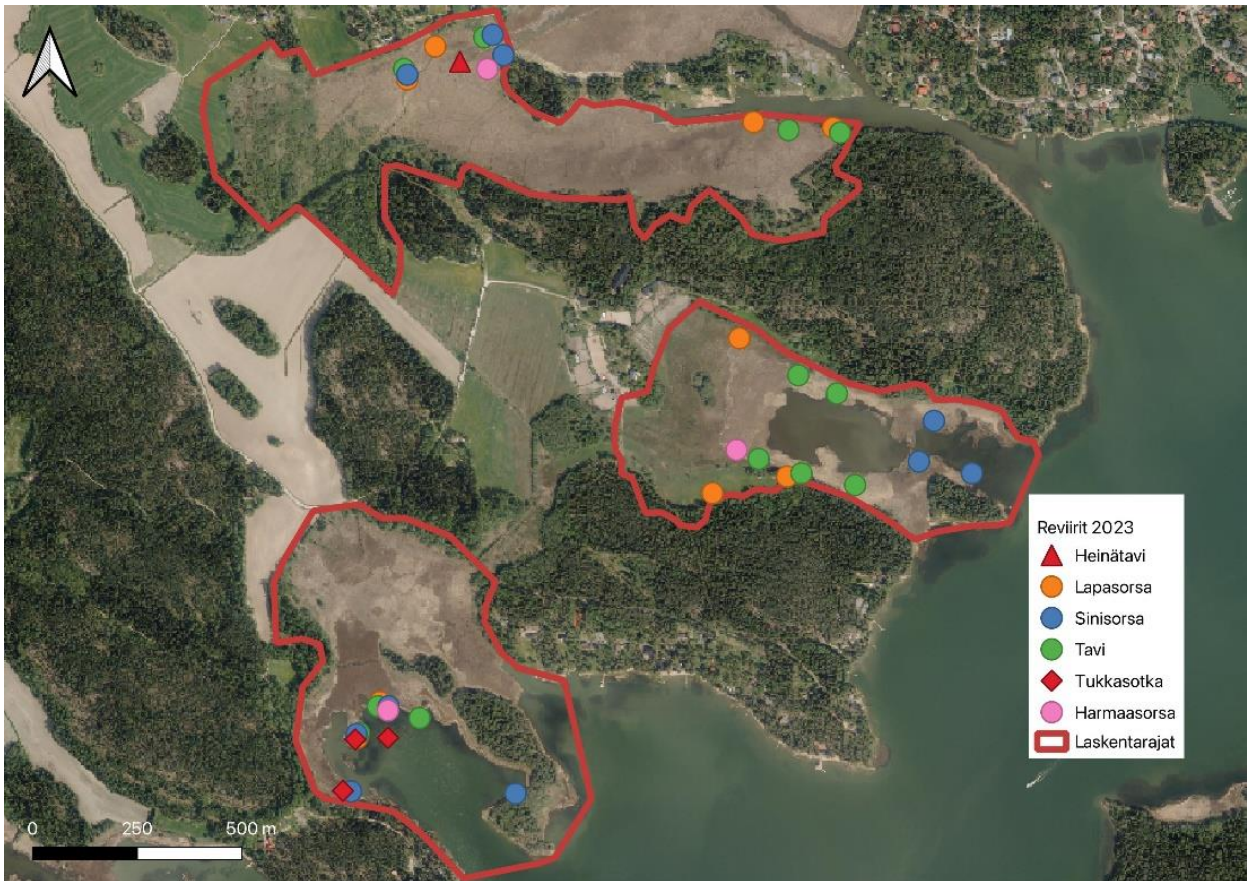 Reviirit 2023
Heinätavi
Lapasorsa
Sinisorsa
Tavi
Tukkasotka
Harmaasorsa
Laskentarajat
0 250 500 m